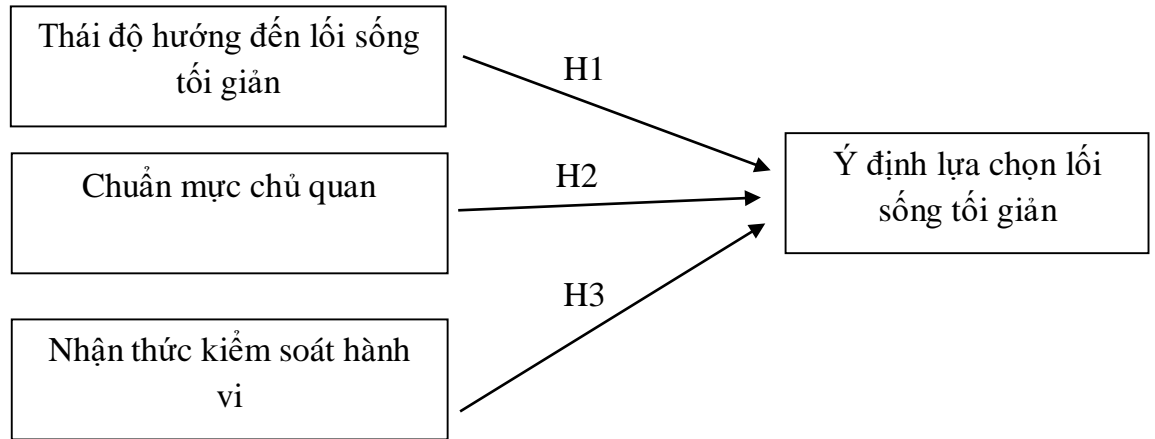 Thái độ hướng đến lối sống
tối giản
H1
Chuẩn mực chủ quan
H2
Ý định lựa chọn lối
sống tối giản
H3
Nhận thức kiểm soát hành
vi